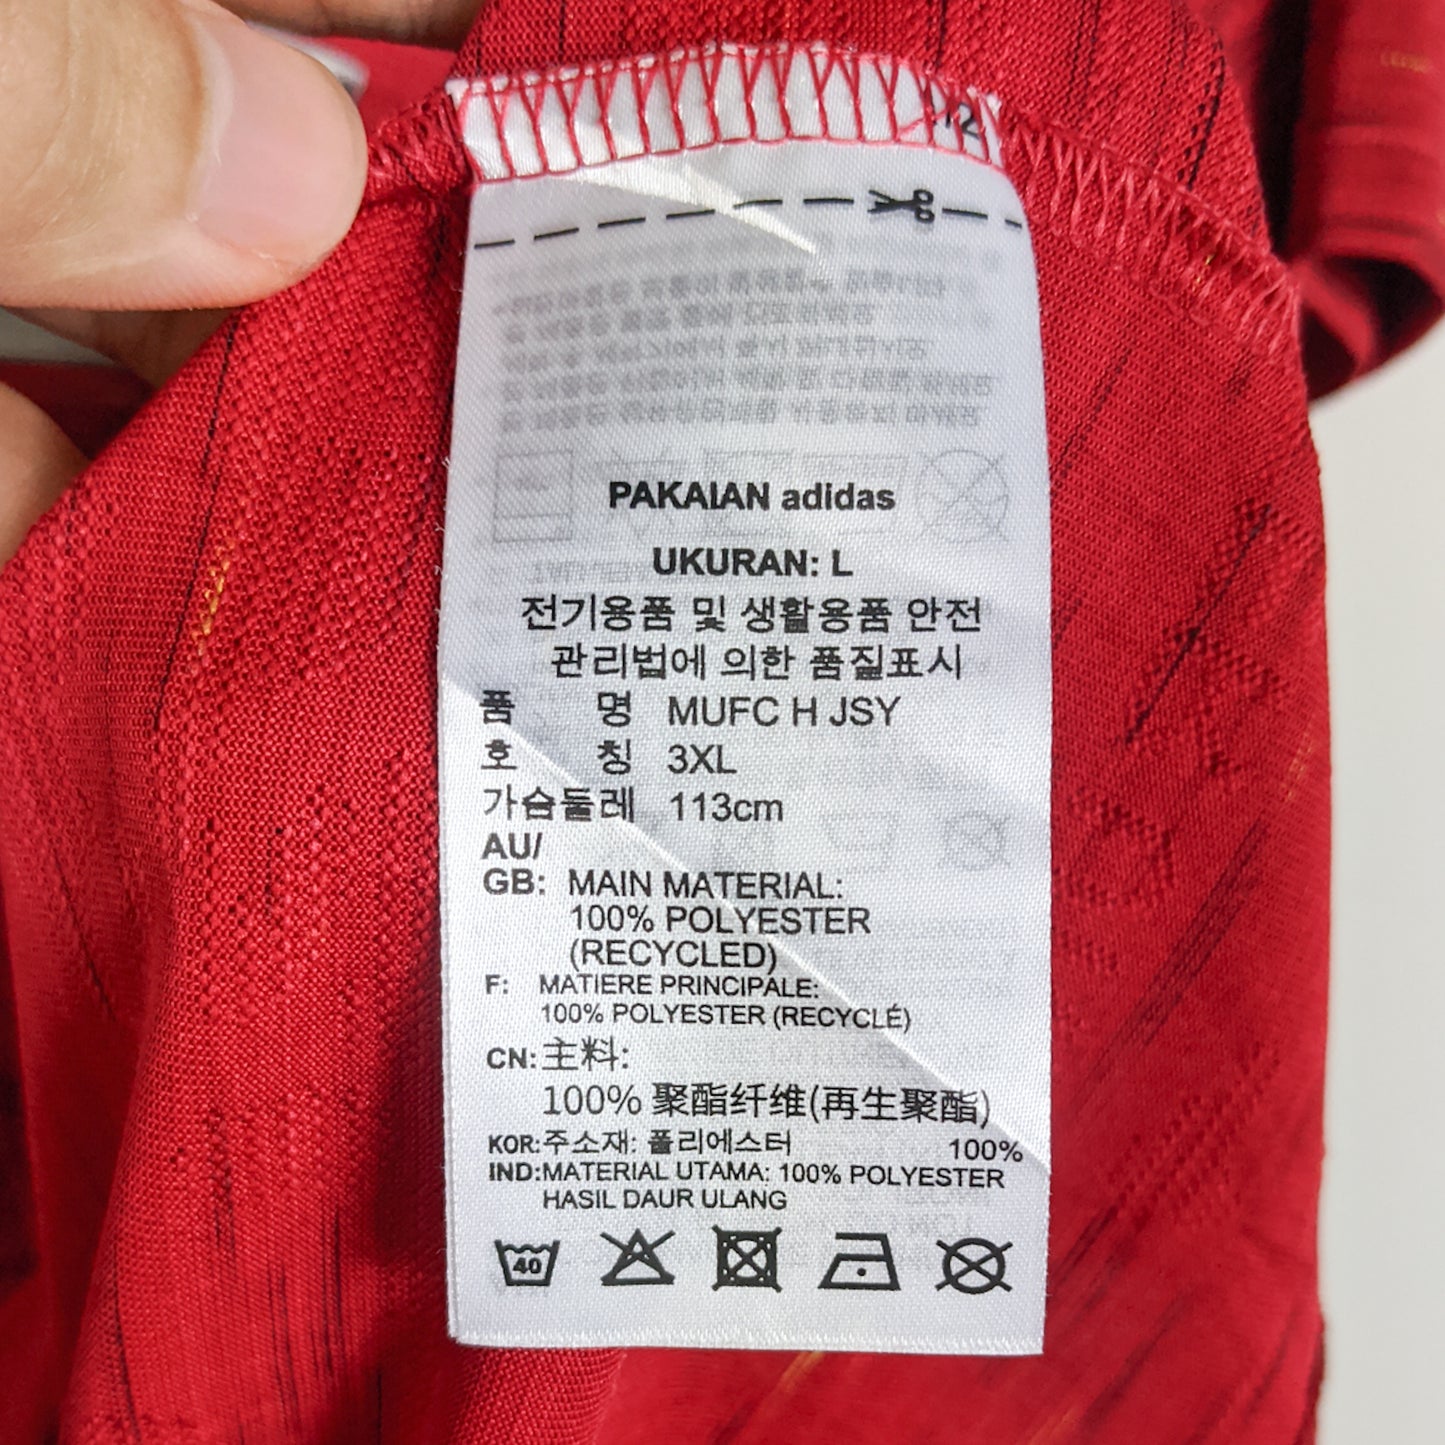 12
PAKAIAN adidas
UKURAN: L
전기용품 및 생활용품 안전
관리법에 의한 품질표시
품 명 MUFC H JSY
호 칭 3XL
가슴둘레 113cm
AU/
GB: MAIN MATERIAL:
100% POLYESTER
(RECYCLED)
F: MATIERE PRINCIPALE:
100% POLYESTER (RECYCLÉ)
CN: 主料:
100% 聚酯纤维(再生聚酯)
KOR: 주소재: 폴리에스터 100%
IND: MATERIAL UTAMA: 100% POLYESTER
HASIL DAUR ULANG
40